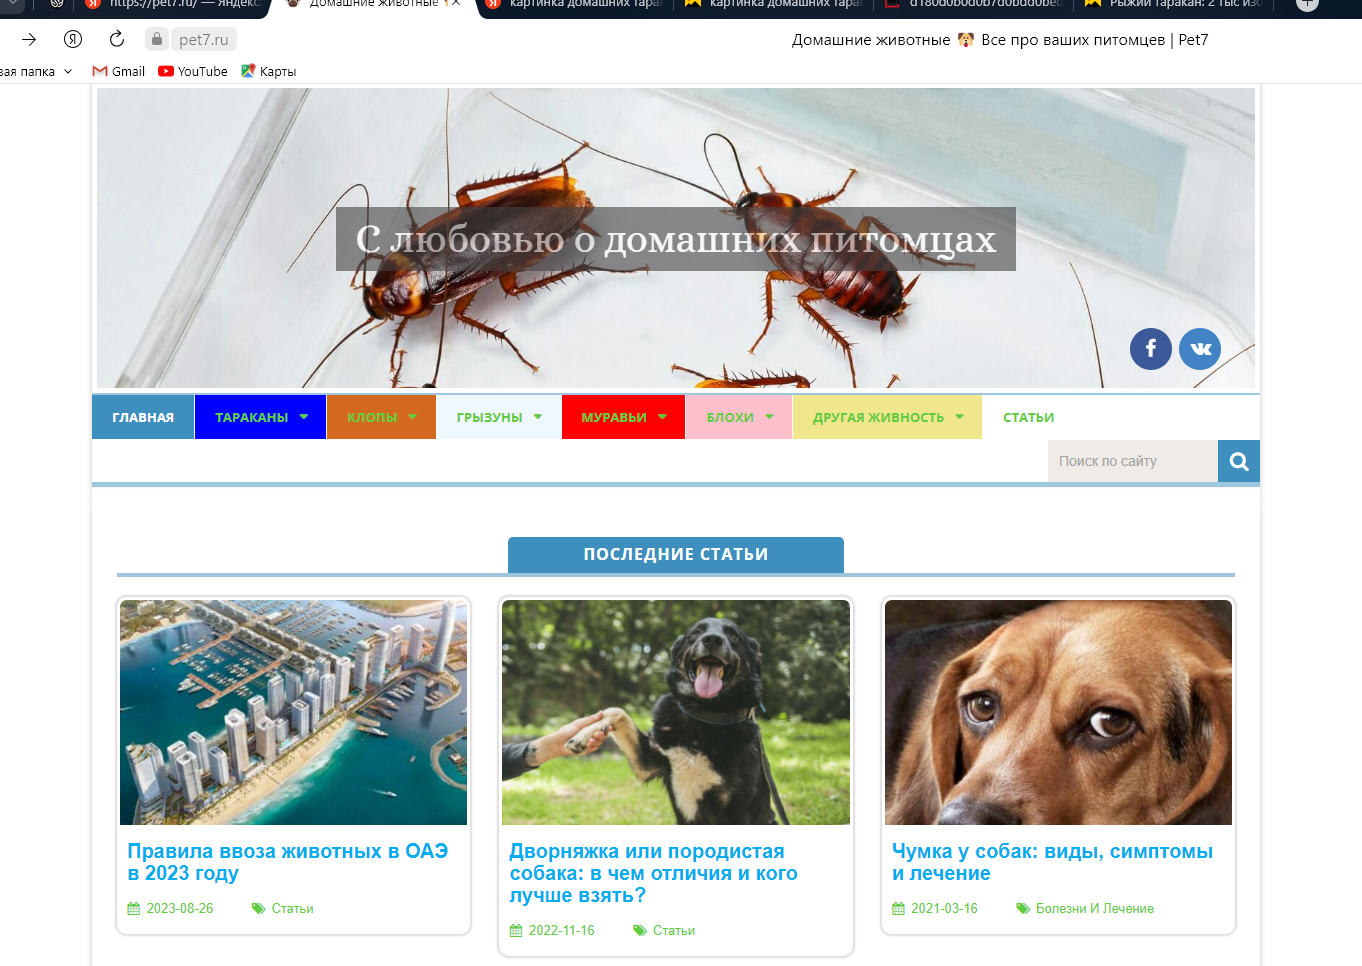 https://pet7.ru/ — Яндекс
Домашние животные
картинка домашних тарак
картинка домашних тарак
d180d0b0d0b7d0bdd0bed
Рыжий таракан: 2 тыс изо
pet7.ru
Домашние животные 🐶 Все про ваших питомцев | Pet7
вая папка
Gmail
YouTube
Карты
С любовью о домашних питомцах
ГЛАВНАЯ
ТАРАКАНЫ
КЛОПЫ
ГРЫЗУНЫ
МУРАВЬИ
БЛОХИ
ДРУГАЯ ЖИВНОСТЬ
СТАТЬИ
Поиск по сайту
ПОСЛЕДНИЕ СТАТЬИ
Правила ввоза животных в ОАЭ
в 2023 году
2023-08-26
Статьи
Дворняжка или породистая
собака: в чем отличия и кого
лучше взять?
2022-11-16
Статьи
Чумка у собак: виды, симптомы
и лечение
2021-03-16
Болезни И Лечение